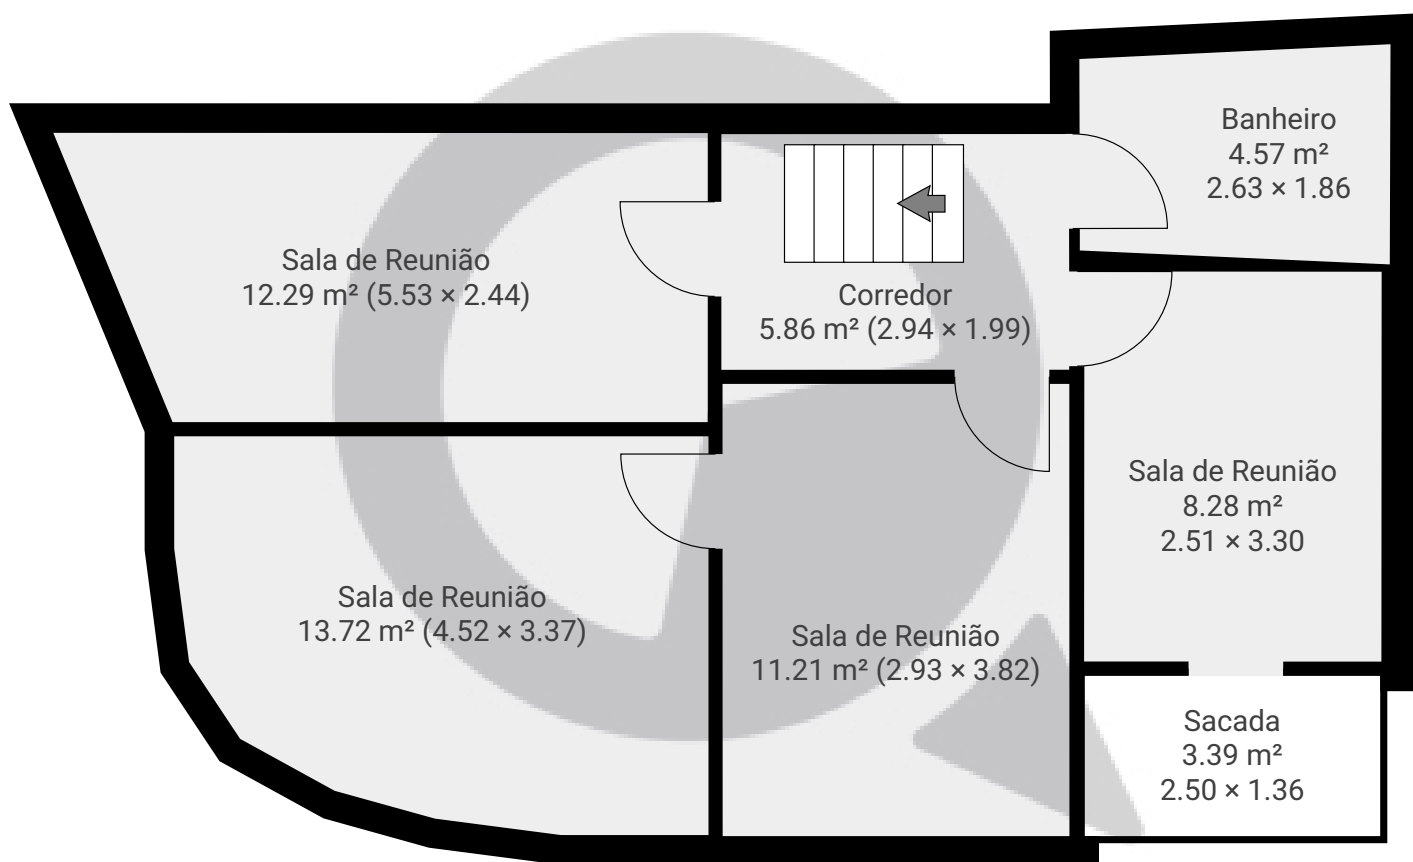 Banheiro
4.57 m²
2.63 × 1.86
Sala de Reunião
12.29 m² (5.53 × 2.44)
Corredor
5.86 m² (2.94 × 1.99)
Sala de Reunião
8.28 m²
2.51 × 3.30
Sala de Reunião
13.72 m² (4.52 × 3.37)
Sala de Reunião
11.21 m² (2.93 × 3.82)
Sacada
3.39 m²
2.50 × 1.36